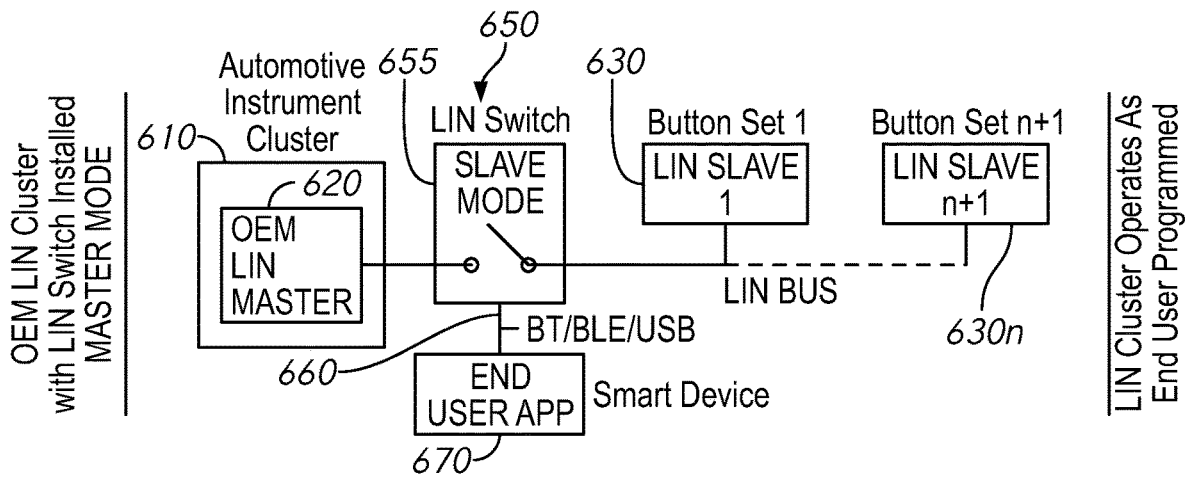 OEM LIN Cluster
with LIN Switch Installed
MASTER MODE
610
Automotive
Instrument
Cluster
620
OEM
LIN
MASTER
655
650
LIN Switch
SLAVE
MODE
660
BT/BLE/USB
END
USER APP
Smart Device
670
630
Button Set 1
LIN SLAVE
1
LIN BUS
Button Set n+1
LIN SLAVE
n+1
630n
LIN Cluster Operates As
End User Programmed